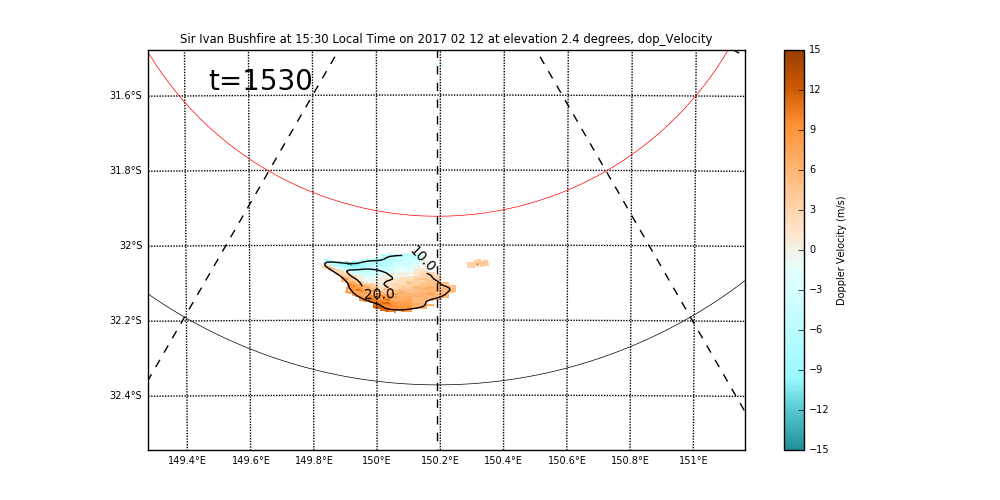 Sir Ivan Bushfire at 15:30 Local Time on 2017 02 12 at elevation 2.4 degrees, dop_Velocity
t=1530
31.6°S
31.8°S
32°S
32.2°S
32.4°S
10.0
20.0
149.4°E 149.6°E 149.8°E 150°E 150.2°E 150.4°E 150.6°E 150.8°E 151°E
15
12
9
6
3
0
−3
−6
−9
−12
−15
Doppler Velocity (m/s)